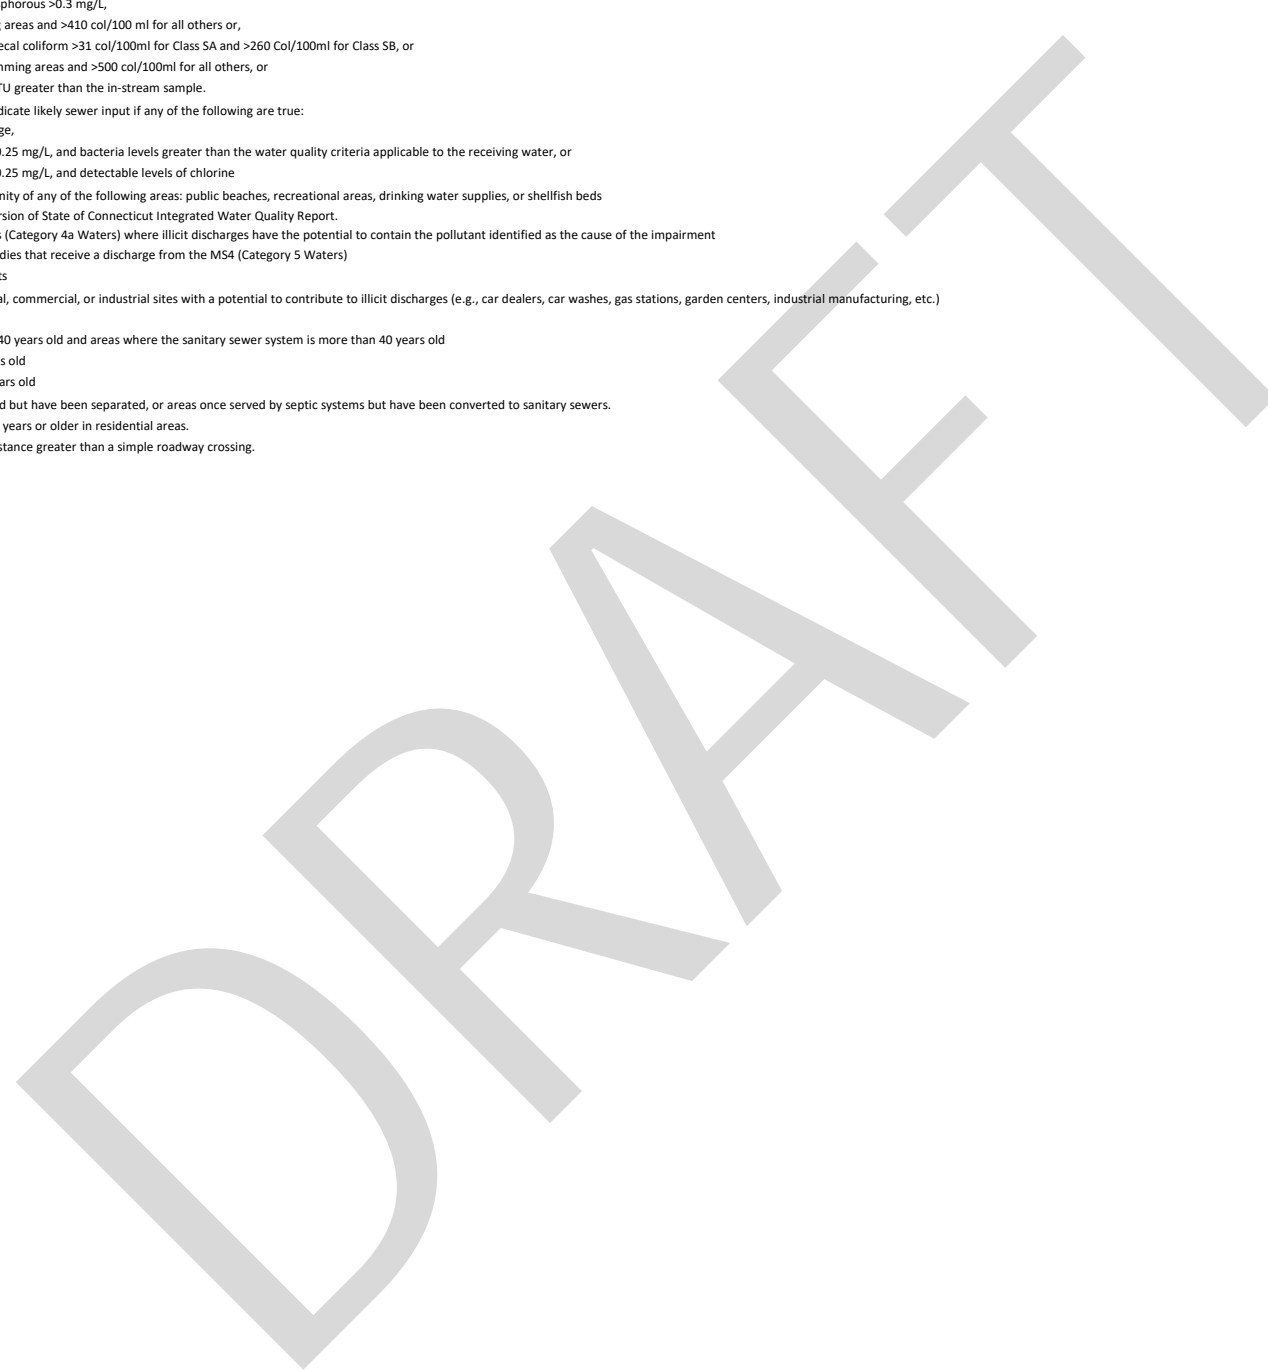 sphorous >0.3 mg/L,
g areas and >410 col/100 ml for all others or,
ecal coliform >31 col/100ml for Class SA and >260 Col/100ml for Class SB, or
mming areas and >500 col/100ml for all others, or
TU greater than the in-stream sample.
dicate likely sewer input if any of the following are true:
ge,
0.25 mg/L, and bacteria levels greater than the water quality criteria applicable to the receiving water, or
0.25 mg/L, and detectable levels of chlorine
nity of any of the following areas: public beaches, recreational areas, drinking water supplies, or shellfish beds
rsion of State of Connecticut Integrated Water Quality Report.
s (Category 4a Waters) where illicit discharges have the potential to contain the pollutant identified as the cause of the impairment
dies that receive a discharge from the MS4 (Category 5 Waters)
ts
al, commercial, or industrial sites with a potential to contribute to illicit discharges (e.g., car dealers, car washes, gas stations, garden centers, industrial manufacturing, etc.)
40 years old and areas where the sanitary sewer system is more than 40 years old
s old
ars old
d but have been separated, or areas once served by septic systems but have been converted to sanitary sewers.
years or older in residential areas.
stance greater than a simple roadway crossing.
DRAFT